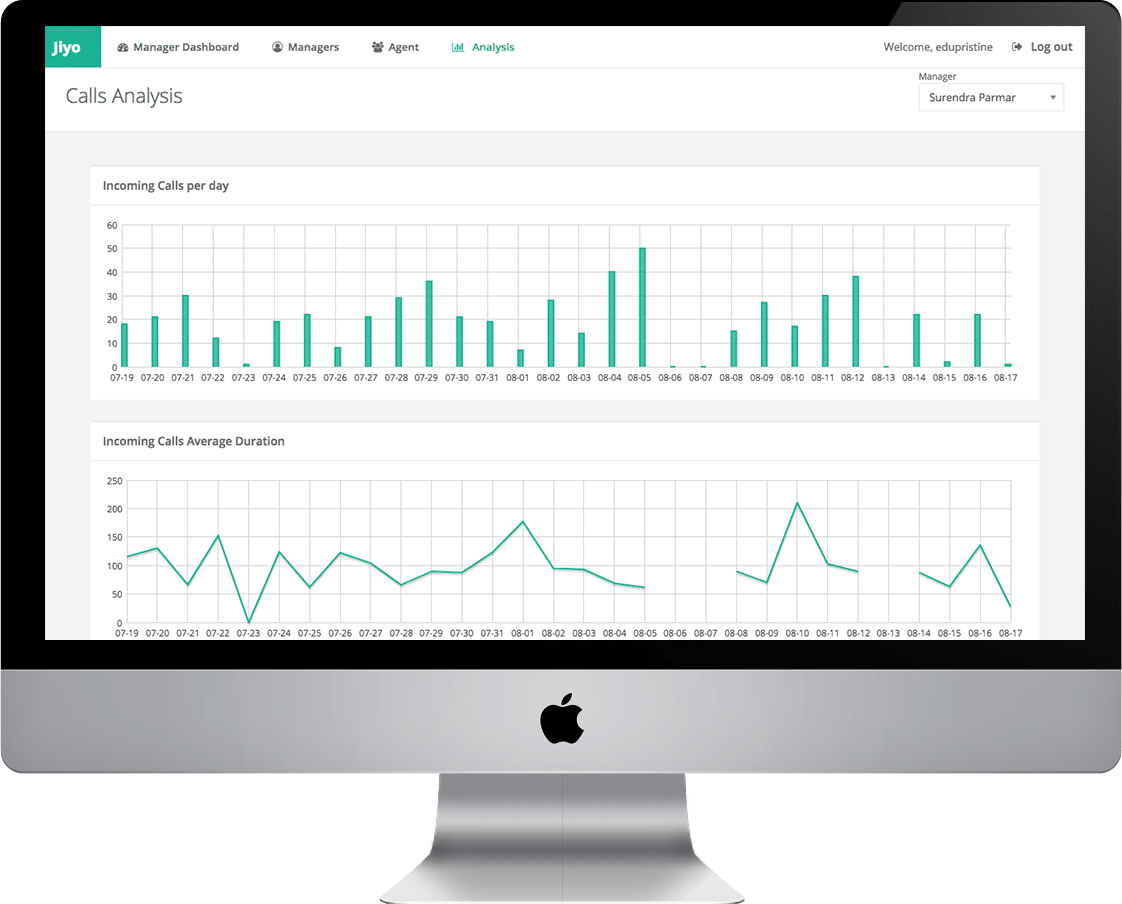 Jiyo Manager Dashboard Managers Agent Analysis Welcome, edupristine Log out
Manager
Calls Analysis Surendra Parmar
Incoming Calls per day
60
50
40
30
20
10
0
07-19 07-20 07-21 07-22 07-23 07-24 07-25 07-26 07-27 07-28 07-29 07-30 07-31 08-01 08-02 08-03 08-04 08-05 08-06 08-07 08-08 08-09 08-10 08-11 08-12 08-13 08-14 08-15 08-16 08-17
Incoming Calls Average Duration
250
200
150
100
50
0
07-19 07-20 07-21 07-22 07-23 07-24 07-25 07-26 07-27 07-28 07-29 07-30 07-31 08-01 08-02 08-03 08-04 08-05 08-06 08-07 08-08 08-09 08-10 08-11 08-12 08-13 08-14 08-15 08-16 08-17